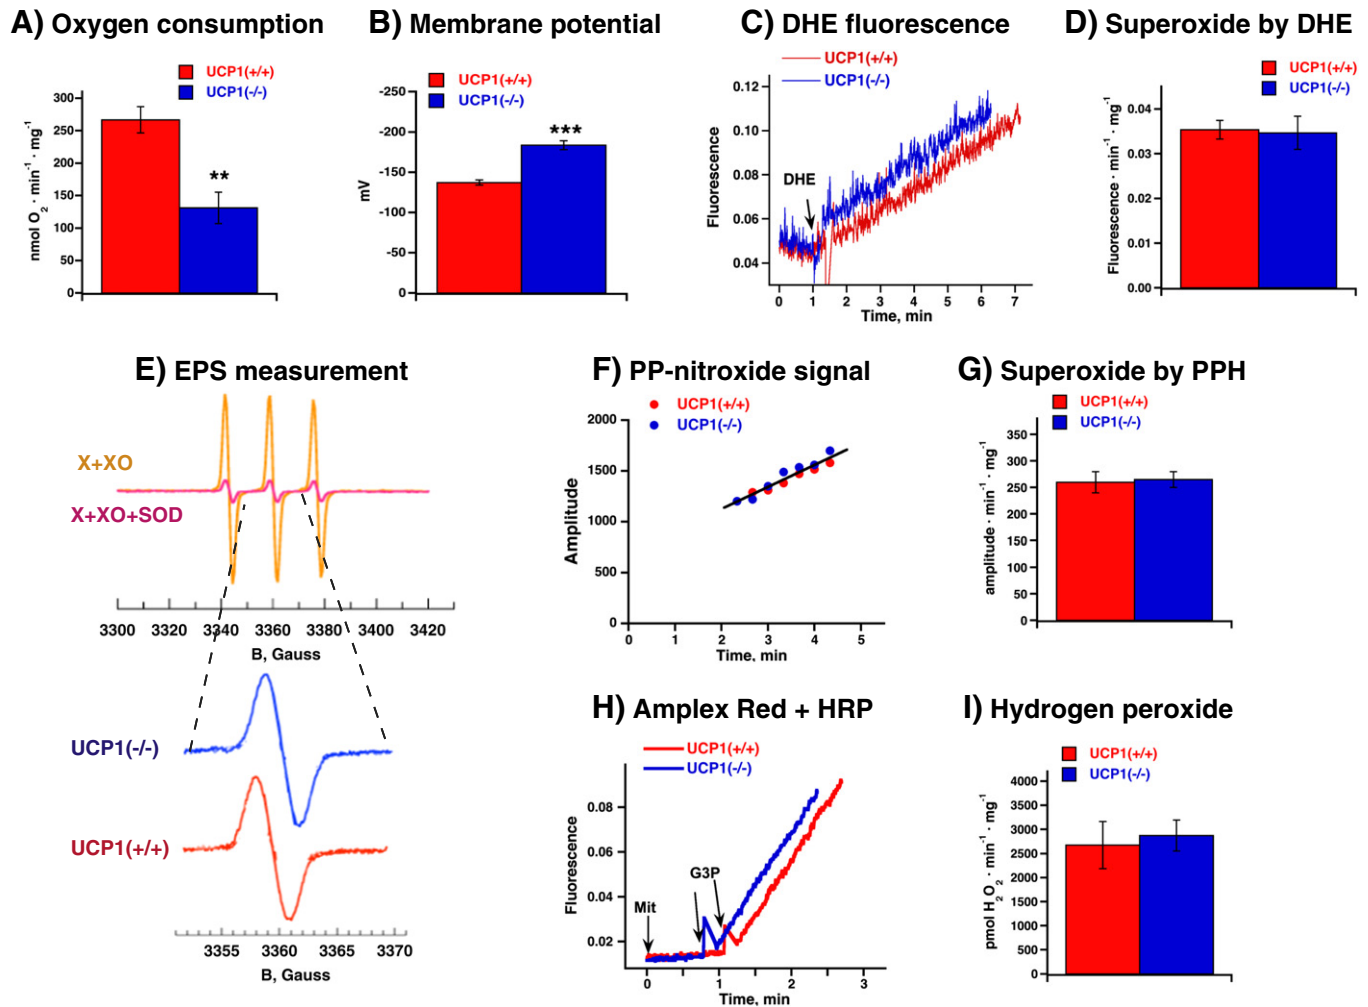 A) Oxygen consumption
UCP1(+/+)
UCP1(-/-)
300
250
200
150
100
50
0
nmol O2 · min-1 · mg-1
**
B) Membrane potential
UCP1(+/+)
UCP1(-/-)
-250
-200
-150
-100
-50
0
mV
***
C) DHE fluorescence
UCP1(+/+)
UCP1(-/-)
0.12
0.10
0.08
0.06
0.04
Fluorescence
DHE
0 1 2 3 4 5 6 7
Time, min
D) Superoxide by DHE
UCP1(+/+)
UCP1(-/-)
0.04
0.03
0.02
0.01
0.00
Fluorescence · min-1 · mg-1
E) EPS measurement
X+XO
X+XO+SOD
3300 3320 3340 3360 3380 3400 3420
B, Gauss
UCP1(-/-)
UCP1(+/+)
3355 3361 3365 3370
B, Gauss
F) PP-nitroxide signal
UCP1(+/+)
UCP1(-/-)
2000
1500
1000
500
0
Amplitude
0 1 2 3 4 5
Time, min
G) Superoxide by PPH
UCP1(+/+)
UCP1(-/-)
350
300
250
200
150
100
50
0
amplitude · min-1 · mg-1
H) Amplex Red + HRP
UCP1(+/+)
UCP1(-/-)
0.08
0.06
0.04
0.02
Fluorescence
Mit
G3P
0 1 2 3
Time, min
I) Hydrogen peroxide
UCP1(+/+)
UCP1(-/-)
4000
3500
3000
2500
2000
1500
1000
500
0
pmol H2O2 · min-1 · mg-1